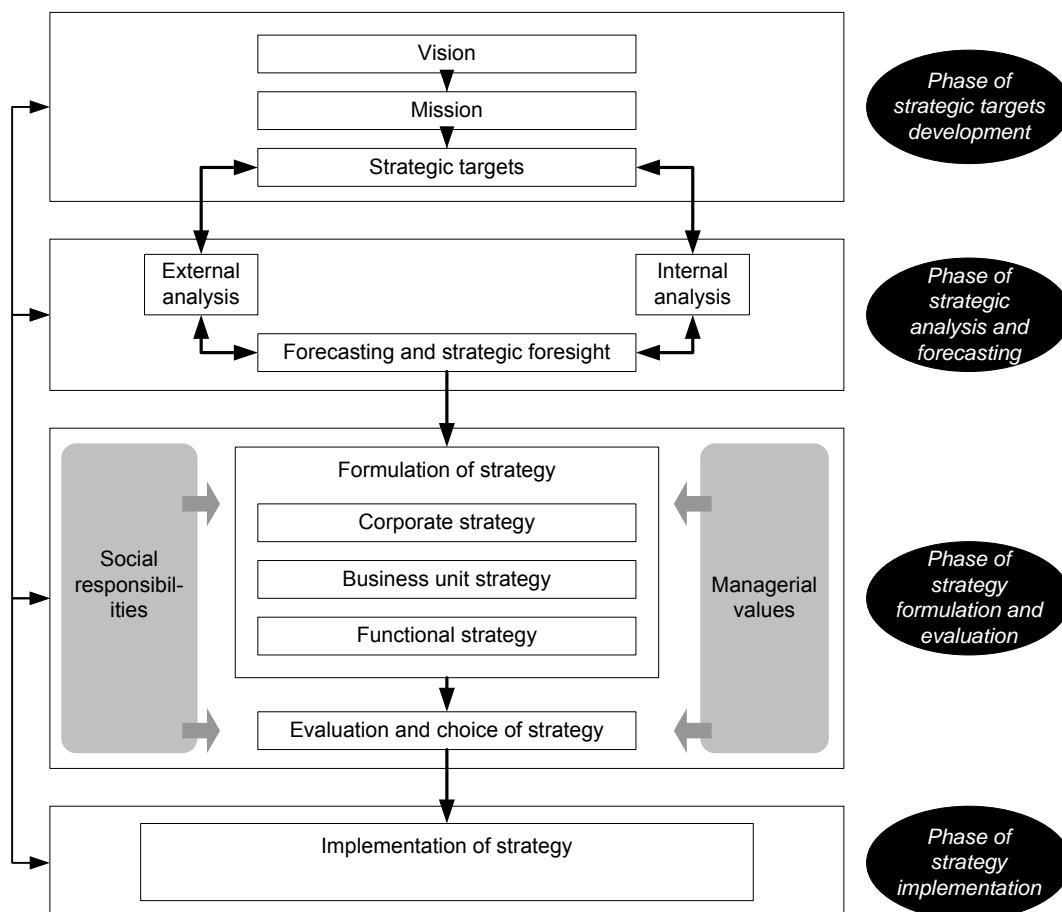 Vision
Mission
Strategic targets
Phase of
strategic targets
development
External
analysis
Internal
analysis
Forecasting and strategic foresight
Phase of
strategic
analysis and
forecasting
Formulation of strategy
Corporate strategy
Business unit strategy
Functional strategy
Social
responsibil-
ities
Managerial
values
Evaluation and choice of strategy
Phase of
strategy
formulation and
evaluation
Implementation of strategy
Phase of
strategy
implementation